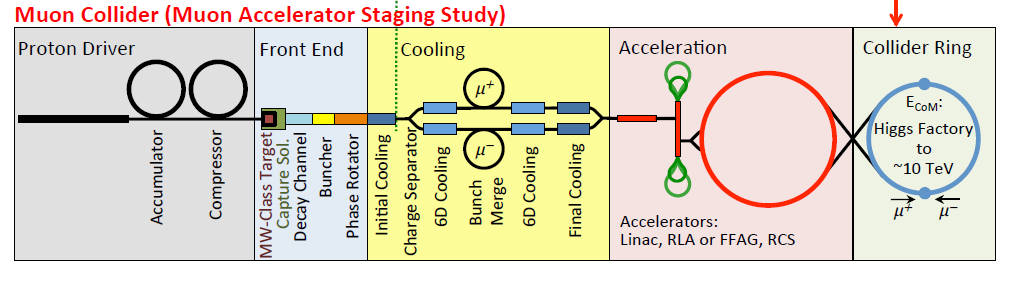 Muon Collider (Muon Accelerator Staging Study)
Proton Driver
Accumulator
Compressor
Front End
MW-Class Target
Capture Sol.
Decay Channel
Buncher
Phase Rotator
Cooling
Initial Cooling
Charge Separator
6D Cooling
μ+
μ−
Bunch
Merge
6D Cooling
Final Cooling
Acceleration
Accelerators:
Linac, RLA or FFAG, RCS
Collider Ring
ECoM:
Higgs Factory
to
~10 TeV
μ+ μ−